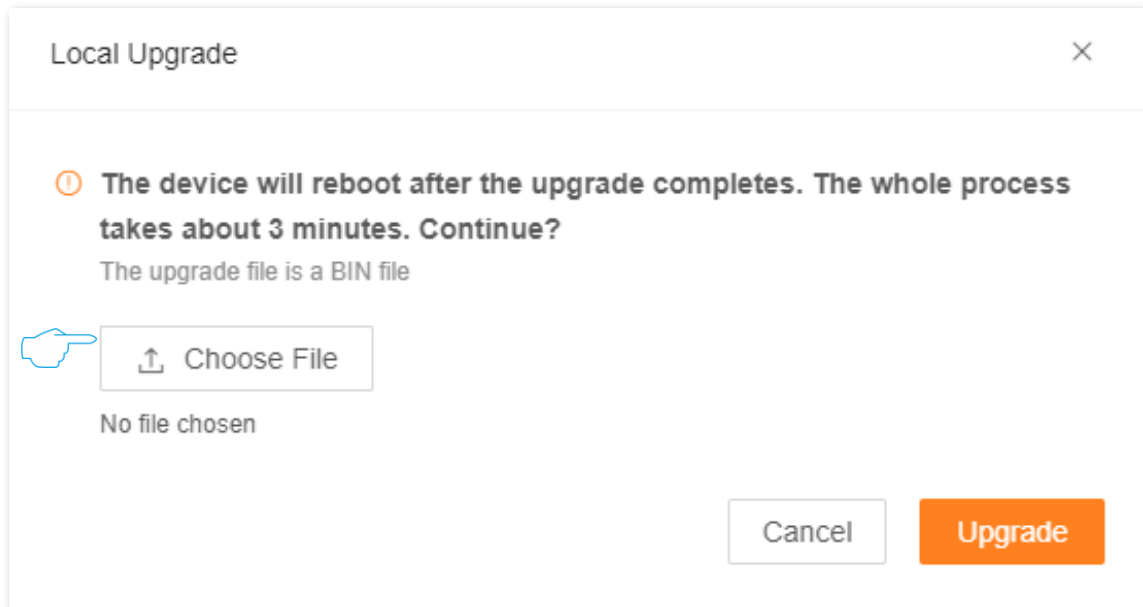 Local Upgrade
The device will reboot after the upgrade completes. The whole process
takes about 3 minutes. Continue?
The upgrade file is a BIN file
Choose File
No file chosen
Cancel
Upgrade